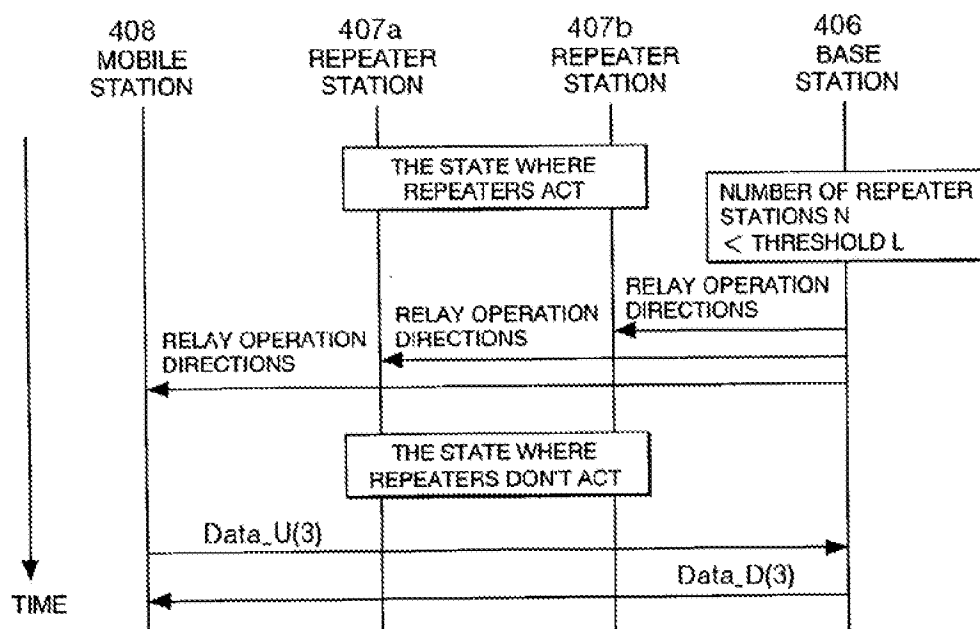 408
MOBILE
STATION
407a
REPEATER
STATION
407b
REPEATER
STATION
406
BASE
STATION
THE STATE WHERE
REPEATERS ACT
NUMBER OF REPEATER
STATIONS N
< THRESHOLD L
RELAY OPERATION
DIRECTIONS
RELAY OPERATION
DIRECTIONS
RELAY OPERATION
DIRECTIONS
THE STATE WHERE
REPEATERS DON'T ACT
Data_U(3)
Data_D(3)
TIME